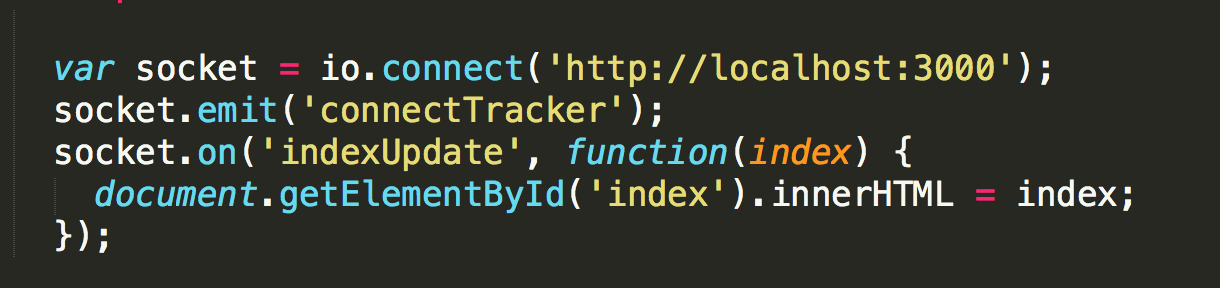 var socket = io.connect('http://localhost:3000');
socket.emit('connectTracker');
socket.on('indexUpdate', function(index) {
  document.getElementById('index').innerHTML = index;
});